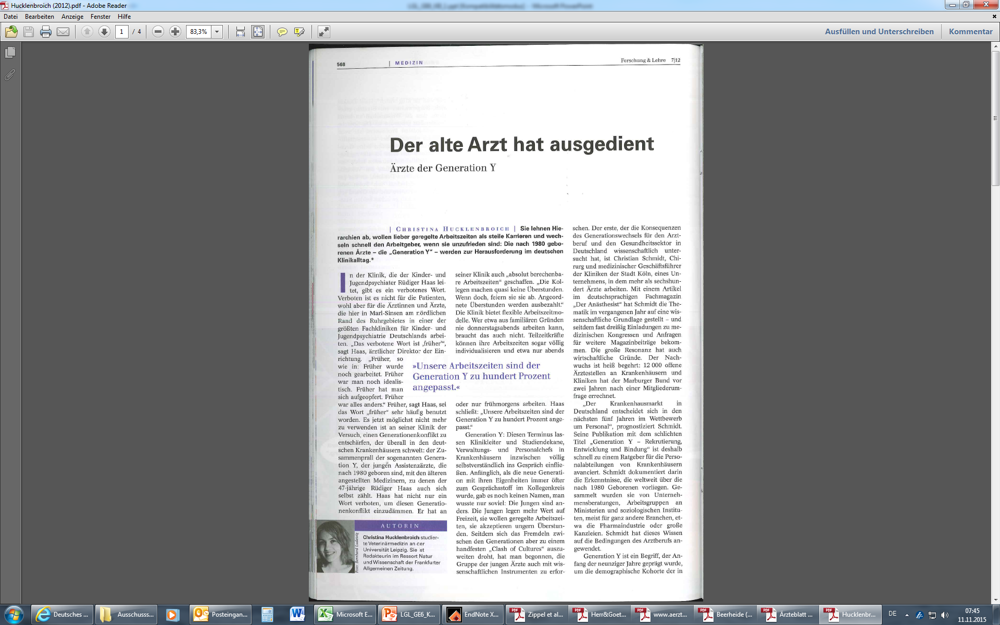 Hucklenbroich (2012).pdf - Adobe Reader
Datei Bearbeiten Anzeige Fenster Hilfe
1 / 4 83,3% Ausfüllen und Unterschreiben Kommentar
568 | MEDIZIN Forschung & Lehre 7|12
Der alte Arzt hat ausgedient
Ärzte der Generation Y
| CHRISTINA HUCKLENBROICH | Sie lehnen Hie-
rarchien ab, wollen lieber geregelte Arbeitszeiten als steile Karrieren und wech-
seln schnell den Arbeitgeber, wenn sie unzufrieden sind: Die nach 1980 gebo-
renen Ärzte – die „Generation Y“ – werden zur Herausforderung im deutschen
Klinikalltag.*
In der Klinik, die der Kinder- und
Jugendpsychiater Rüdiger Haas lei-
tet, gibt es ein verbotenes Wort.
Verboten ist es nicht für die Patienten,
wohl aber für die Ärztinnen und Ärzte,
die hier in Marl-Sinsen am nördlichen
Rand des Ruhrgebietes in einer der
größten Fachkliniken für Kinder- und
Jugendpsychiatrie Deutschlands arbei-
ten. „Das verbotene Wort ist ‚früher‘“,
sagt Haas, ärztlicher Direktor der Ein-
richtung. „Früher, so
wie in: Früher wurde
noch gearbeitet. Früher
war man noch idealis-
tisch. Früher hat man
sich aufgeopfert. Früher
war alles anders.“ Früher, sagt Haas, sei
das Wort „früher“ sehr häufig benutzt
worden. Es jetzt möglichst nicht mehr
zu verwenden ist an seiner Klinik der
Versuch, einen Generationenkonflikt zu
entschärfen, der überall in den deut-
schen Krankenhäusern schwelt: der Zu-
sammenprall der sogenannten Genera-
tion Y, der jungen Assistenzärzte, die
nach 1980 geboren sind, mit den älteren
angestellten Medizinern, zu denen der
47-jährige Rüdiger Haas auch sich
selbst zählt. Haas hat nicht nur ein
Wort verboten, um diesen Generatio-
nenkonflikt einzudämmen. Er hat an
AUTORIN
Christina Hucklenbroich studier-
te Veterinärmedizin an der
Universität Leipzig. Sie ist
Redakteurin im Ressort Natur
und Wissenschaft der Frankfurter
Allgemeinen Zeitung.
Foto: Bernhard Ludewig
seiner Klinik auch „absolut berechenba-
re Arbeitszeiten“ geschaffen. „Die Kol-
legen machen quasi keine Überstunden.
Wenn doch, feiern sie sie ab. Angeord-
nete Überstunden werden ausbezahlt.“
Die Klinik bietet flexible Arbeitszeitmo-
delle. Wer etwa aus familiären Gründen
nie donnerstagsabends arbeiten kann,
braucht das auch nicht. Teilzeitkräfte
können ihre Arbeitszeiten sogar völlig
individualisieren und etwa nur abends
»Unsere Arbeitszeiten sind der
Generation Y zu hundert Prozent
angepasst.«
oder nur frühmorgens arbeiten. Haas
schließt: „Unsere Arbeitszeiten sind der
Generation Y zu hundert Prozent ange-
passt.“
Generation Y: Diesen Terminus las-
sen Klinikleiter und Studiendekane,
Verwaltungs- und Personalchefs in
Krankenhäusern inzwischen völlig
selbstverständlich ins Gespräch einflie-
ßen. Anfänglich, als die neue Generati-
on mit ihren Eigenheiten immer öfter
zum Gesprächsstoff im Kollegenkreis
wurde, gab es noch keinen Namen, man
wusste nur soviel: Die Jungen sind an-
ders. Die Jungen legen mehr Wert auf
Freizeit, sie wollen geregelte Arbeitszei-
ten, sie akzeptieren ungern Überstun-
den. Seitdem sich das Fremdeln zwi-
schen den Generationen aber zu einem
handfesten „Clash of Cultures“ auszu-
weiten droht, hat man begonnen, die
Gruppe der jungen Ärzte auch mit wis-
senschaftlichen Instrumenten zu erfor-
schen. Der erste, der die Konsequenzen
des Generationswechsels für den Arzt-
beruf und den Gesundheitssektor in
Deutschland wissenschaftlich unter-
sucht hat, ist Christian Schmidt, Chi-
rurg und medizinischer Geschäftsführer
der Kliniken der Stadt Köln, eines Un-
ternehmens, in dem mehr als sechshun-
dert Ärzte arbeiten. Mit einem Artikel
im deutschsprachigen Fachmagazin
„Der Anästhesist“ hat Schmidt die The-
matik im vergangenen Jahr auf eine wis-
senschaftliche Grundlage gestellt – und
seitdem fast dreißig Einladungen zu me-
dizinischen Kongressen und Anfragen
für weitere Magazinbeiträge bekom-
men. Die große Resonanz hat auch
wirtschaftliche Gründe. Der Nach-
wuchs ist heiß begehrt: 12 000 offene
Ärztestellen an Krankenhäusern und
Kliniken hat der Marburger Bund vor
zwei Jahren nach einer Mitgliederum-
frage errechnet.
„Der Krankenhausmarkt in
Deutschland entscheidet sich in den
nächsten fünf Jahren im Wettbewerb
um Personal“, prognostiziert Schmidt.
Seine Publikation mit dem schlichten
Titel „Generation Y – Rekrutierung,
Entwicklung und Bindung“ ist deshalb
schnell zu einem Ratgeber für die Perso-
nalabteilungen von Krankenhäusern
avanciert. Schmidt dokumentiert darin
die Erkenntnisse, die weltweit über die
nach 1980 Geborenen vorliegen. Ge-
sammelt wurden sie von Unterneh-
mensberatungen, Arbeitsgruppen an
Ministerien und soziologischen Institu-
ten, meist für ganz andere Branchen, et-
wa die Pharmaindustrie oder große
Kanzleien. Schmidt hat dieses Wissen
auf die Bedingungen des Arztberufs an-
gewendet.
Generation Y ist ein Begriff, der An-
fang der neunziger Jahre geprägt wurde,
um die demographische Kohorte der in
Deutsches ... Ausschusss... Posteingan... Microsoft E... LGL_GE6_K... EndNote X... Zippel et al... Herr&Goet... www.aerzt... Beerheide (... Ärzteblatt ... Hucklenbr... DE 07:45
11.11.2015